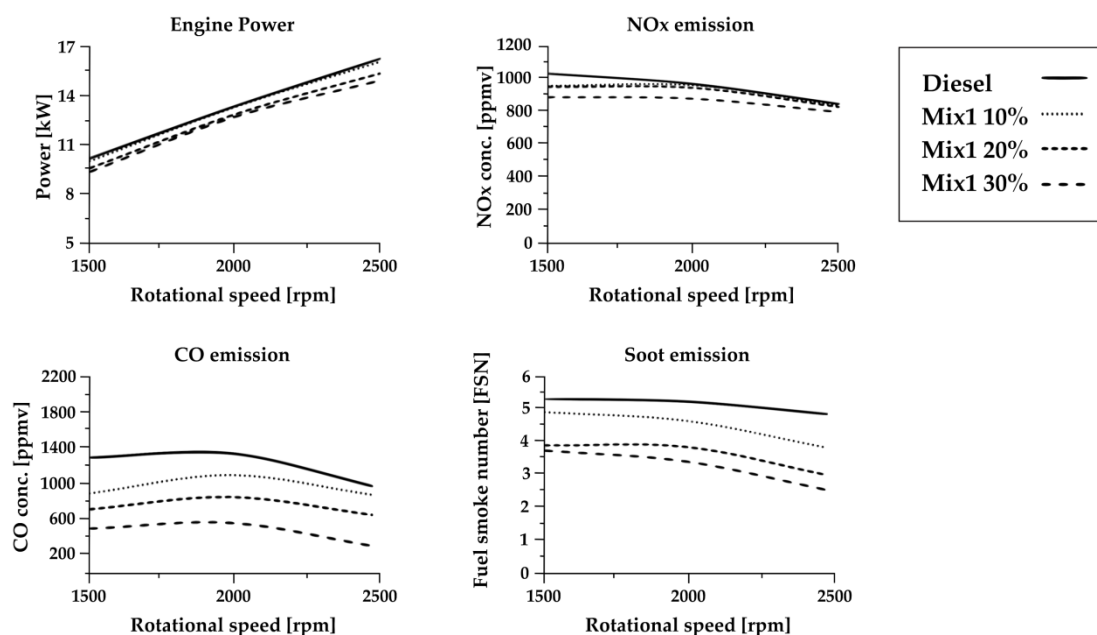 Engine Power
Power [kW]
17
14
11
8
5
1500 2000 2500
Rotational speed [rpm]
NOx emission
NOx conc. [ppmv]
1200
1000
800
600
400
200
0
1500 2000 2500
Rotational speed [rpm]
Diesel
Mix1 10%
Mix1 20%
Mix1 30%
CO emission
CO conc. [ppmv]
2200
1800
1400
1000
600
200
1500 2000 2500
Rotational speed [rpm]
Soot emission
Fuel smoke number [FSN]
6
5
4
3
2
1
0
1500 2000 2500
Rotational speed [rpm]